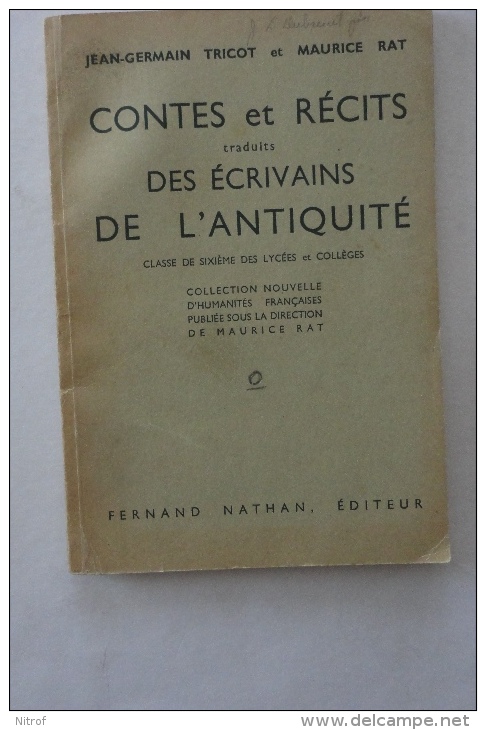 JEAN-GERMAIN TRICOT et MAURICE RAT
CONTES et RÉCITS
traduits
DES ÉCRIVAINS
DE L'ANTIQUITÉ
CLASSE DE SIXIÈME DES LYCÉES et COLLÈGES
COLLECTION NOUVELLE
D'HUMANITÉS FRANÇAISES
PUBLIÉE SOUS LA DIRECTION
DE MAURICE RAT
O
FERNAND NATHAN, ÉDITEUR
Nitrof
www.delcampe.net